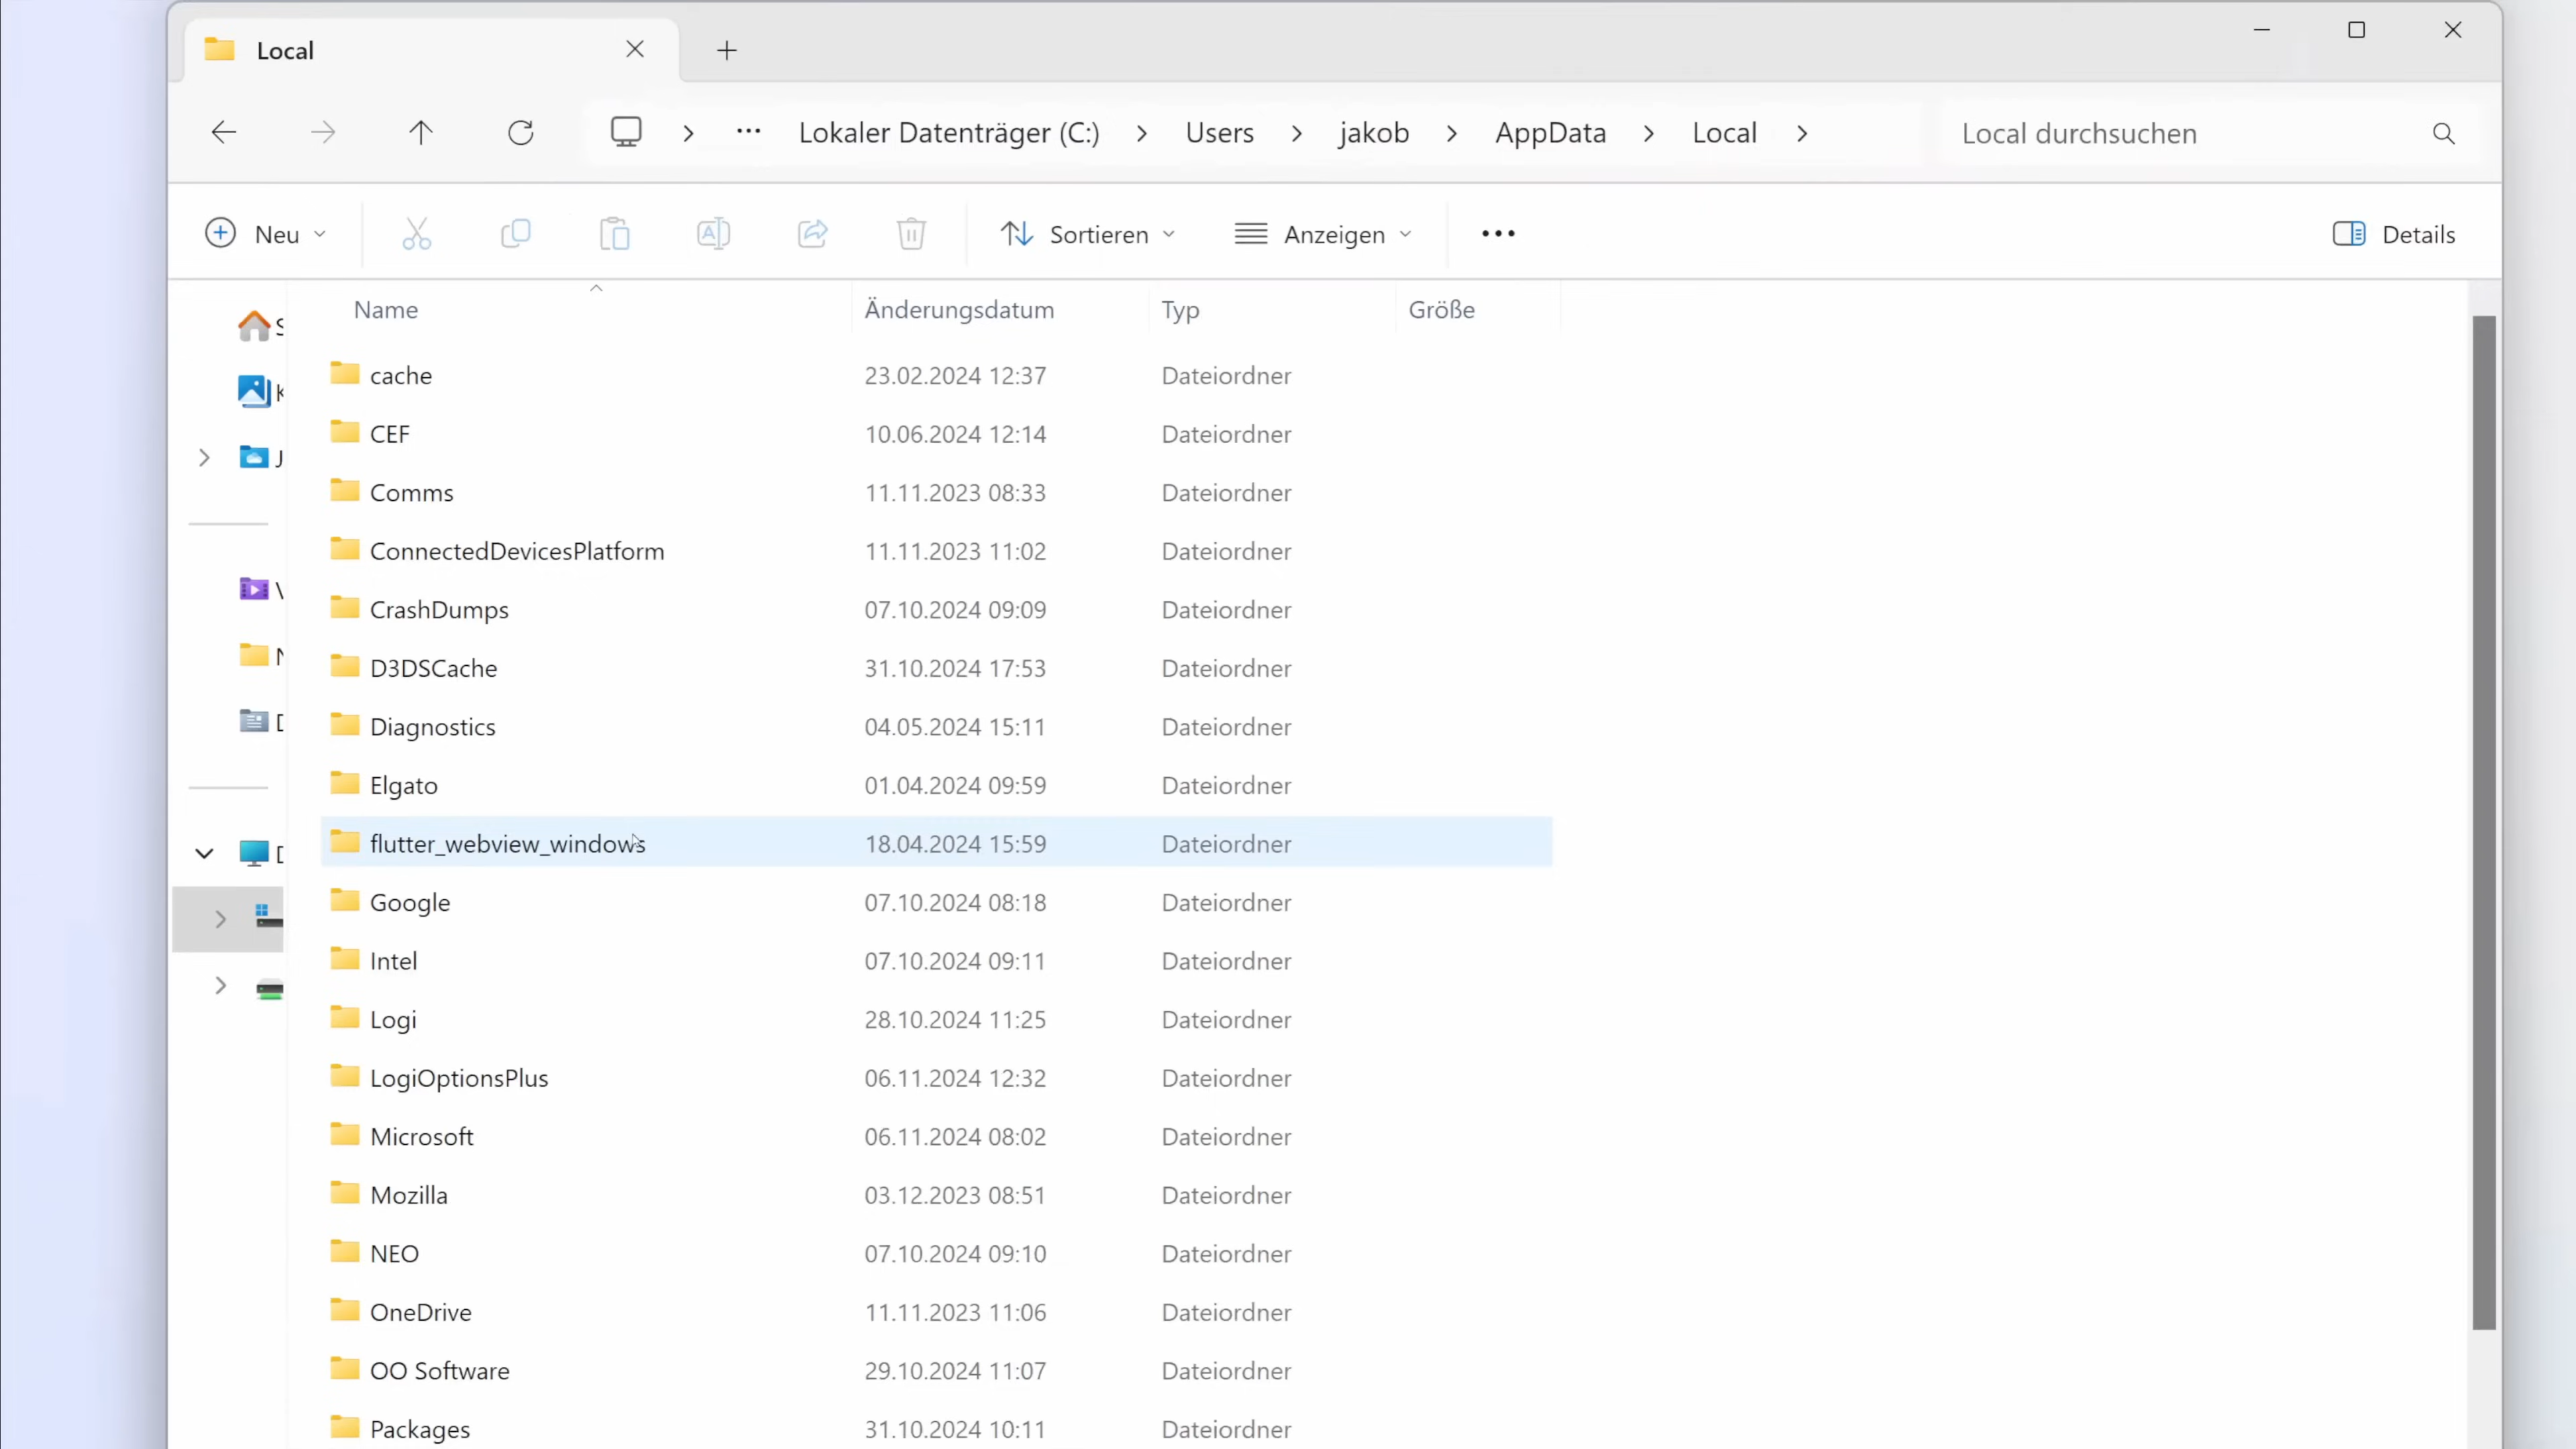 Local
Lokaler Datenträger (C:) Users jakob AppData Local
Local durchsuchen
Neu Sortieren Anzeigen ••• Details
Name Änderungsdatum Typ Größe
cache 23.02.2024 12:37 Dateiordner
CEF 10.06.2024 12:14 Dateiordner
Comms 11.11.2023 08:33 Dateiordner
ConnectedDevicesPlatform 11.11.2023 11:02 Dateiordner
CrashDumps 07.10.2024 09:09 Dateiordner
D3DSCache 31.10.2024 17:53 Dateiordner
Diagnostics 04.05.2024 15:11 Dateiordner
Elgato 01.04.2024 09:59 Dateiordner
flutter_webview_windows 18.04.2024 15:59 Dateiordner
Google 07.10.2024 08:18 Dateiordner
Intel 07.10.2024 09:11 Dateiordner
Logi 28.10.2024 11:25 Dateiordner
LogiOptionsPlus 06.11.2024 12:32 Dateiordner
Microsoft 06.11.2024 08:02 Dateiordner
Mozilla 03.12.2023 08:51 Dateiordner
NEO 07.10.2024 09:10 Dateiordner
OneDrive 11.11.2023 11:06 Dateiordner
OO Software 29.10.2024 11:07 Dateiordner
Packages 31.10.2024 10:11 Dateiordner